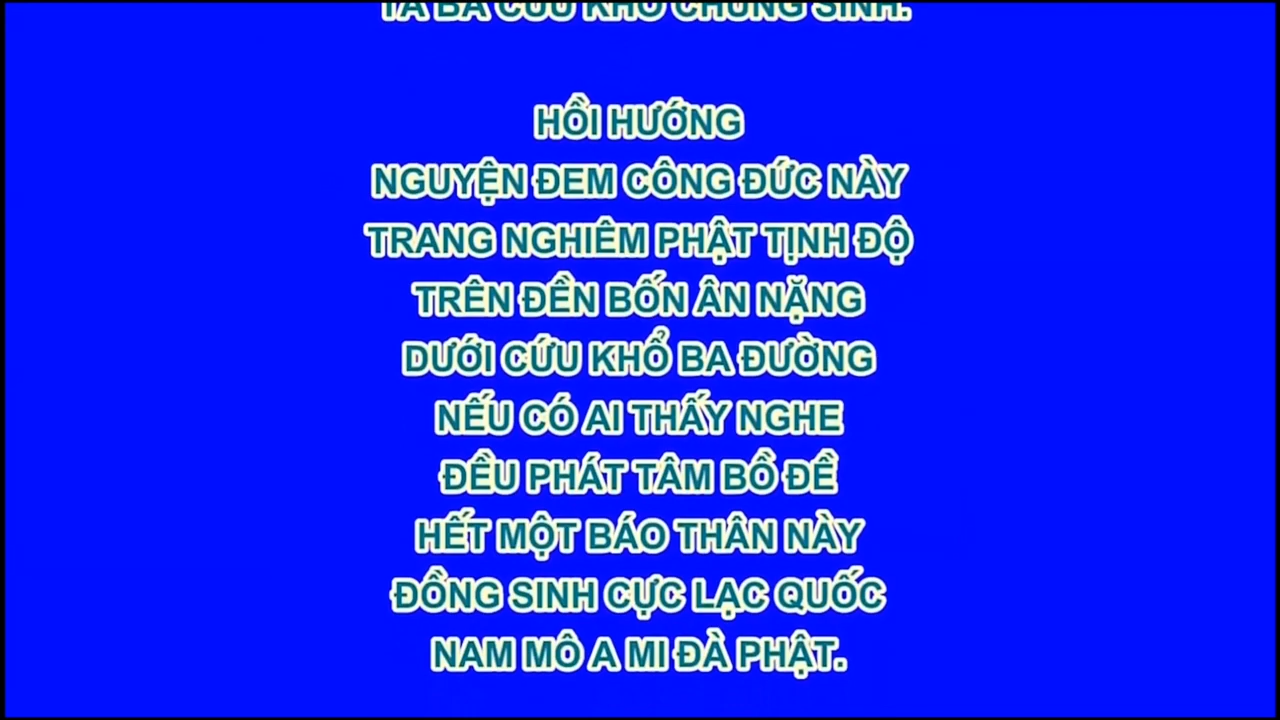 TA BA CỨU KHỔ CHÚNG SINH.
HỒI HƯỚNG
NGUYỆN ĐEM CÔNG ĐỨC NÀY
TRANG NGHIÊM PHẬT TỊNH ĐỘ
TRÊN ĐỀN BỐN ÂN NẶNG
DƯỚI CỨU KHỔ BA ĐƯỜNG
NẾU CÓ AI THẤY NGHE
ĐỀU PHÁT TÂM BỒ ĐỀ
HẾT MỘT BÁO THÂN NÀY
ĐỒNG SINH CỰC LẠC QUỐC
NAM MÔ A MI ĐÀ PHẬT.